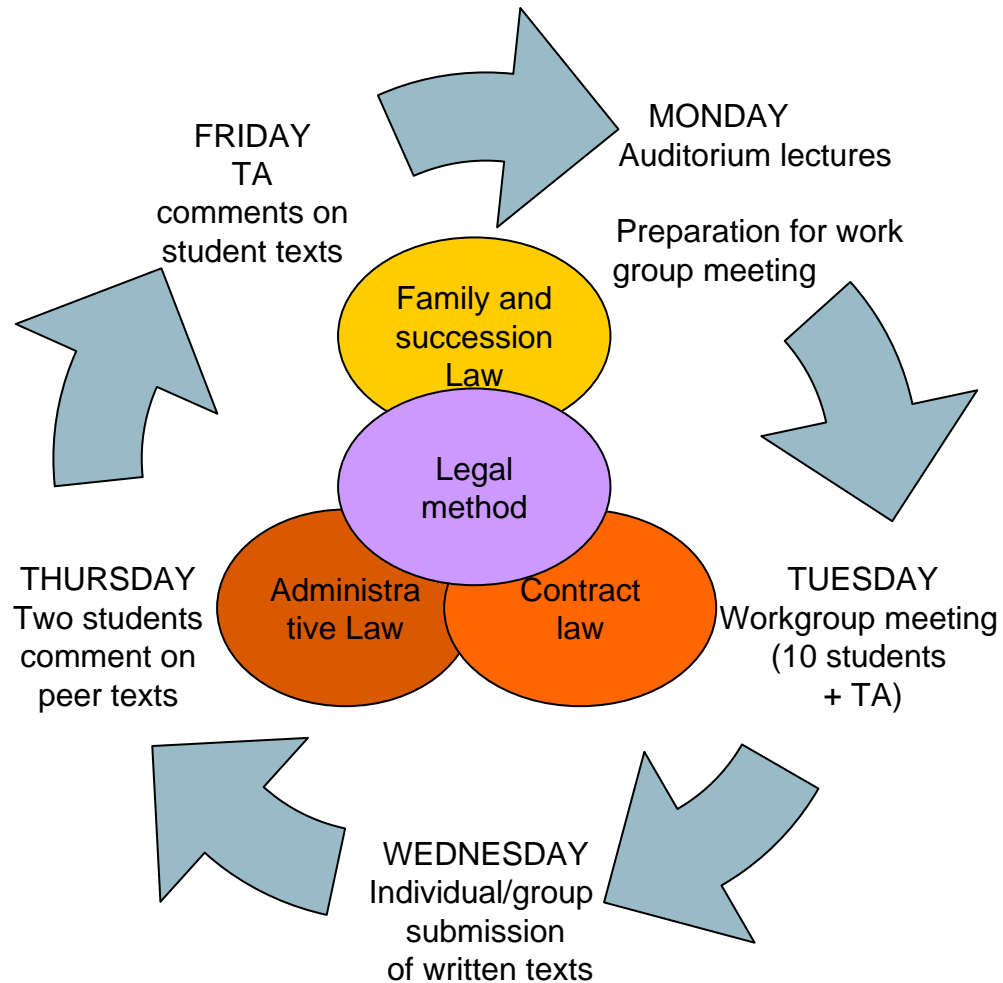 MONDAY
Auditorium lectures
Preparation for work
group meeting
TUESDAY
Workgroup meeting
(10 students
+ TA)
WEDNESDAY
Individual/group
submission
of written texts
THURSDAY
Two students
comment on
peer texts
FRIDAY
TA
comments on
student texts
Family and
succession
Law
Legal
method
Administra
tive Law
Contract
law